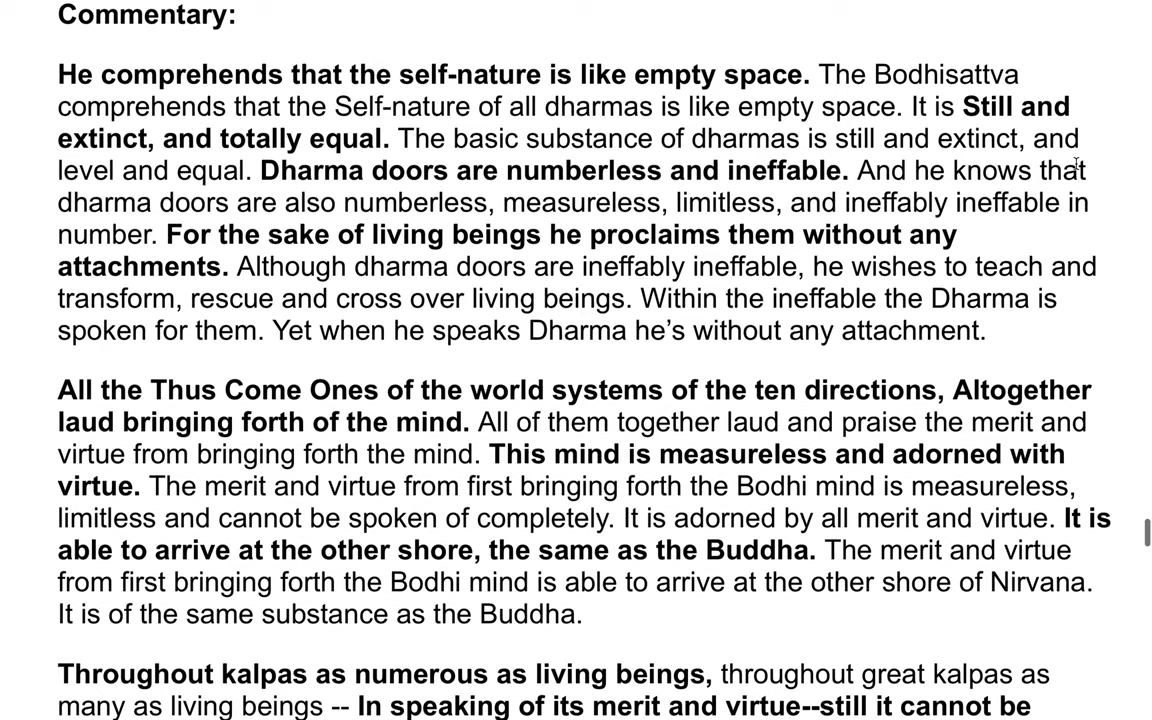 Commentary:
He comprehends that the self-nature is like empty space. The Bodhisattva
comprehends that the Self-nature of all dharmas is like empty space. It is Still and
extinct, and totally equal. The basic substance of dharmas is still and extinct, and
level and equal. Dharma doors are numberless and ineffable. And he knows that
dharma doors are also numberless, measureless, limitless, and ineffably ineffable in
number. For the sake of living beings he proclaims them without any
attachments. Although dharma doors are ineffably ineffable, he wishes to teach and
transform, rescue and cross over living beings. Within the ineffable the Dharma is
spoken for them. Yet when he speaks Dharma he's without any attachment.
All the Thus Come Ones of the world systems of the ten directions, Altogether
laud bringing forth of the mind. All of them together laud and praise the merit and
virtue from bringing forth the mind. This mind is measureless and adorned with
virtue. The merit and virtue from first bringing forth the Bodhi mind is measureless,
limitless and cannot be spoken of completely. It is adorned by all merit and virtue. It is
able to arrive at the other shore, the same as the Buddha. The merit and virtue
from first bringing forth the Bodhi mind is able to arrive at the other shore of Nirvana.
It is of the same substance as the Buddha.
Throughout kalpas as numerous as living beings, throughout great kalpas as
many as living beings -- In speaking of its merit and virtue--still it cannot be